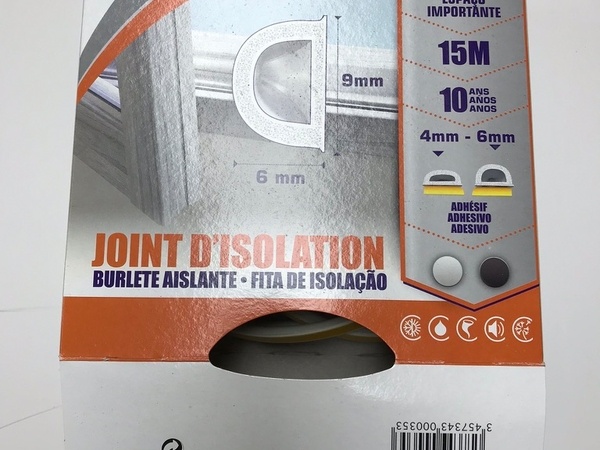 IMPORTANTE
15M
10 ANS
AÑOS
ANOS
9mm
4mm - 6mm
6 mm
ADHÉSIF
ADHESIVO
ADESIVO
JOINT D'ISOLATION
BURLETE AISLANTE • FITA DE ISOLAÇÃO
3 457343 000353